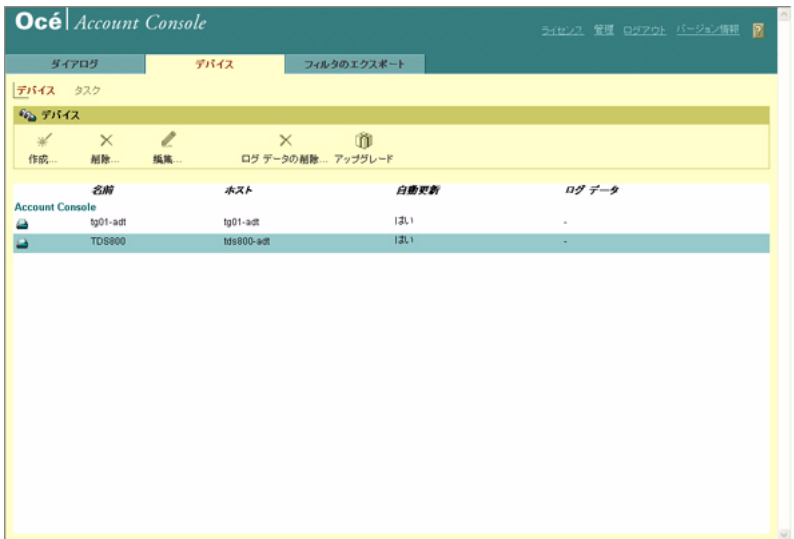 Océ Account Console
ライセンス 管理 ログアウト バージョン情報
ダイアログ デバイス フィルタのエクスポート
デバイス タスク
デバイス
作成... 削除... 編集... ログ データの削除... アップグレード
名前 ホスト 自動更新 ログ データ
Account Console
tg01-adt tg01-adt はい -
TDS800 tds800-adt はい -